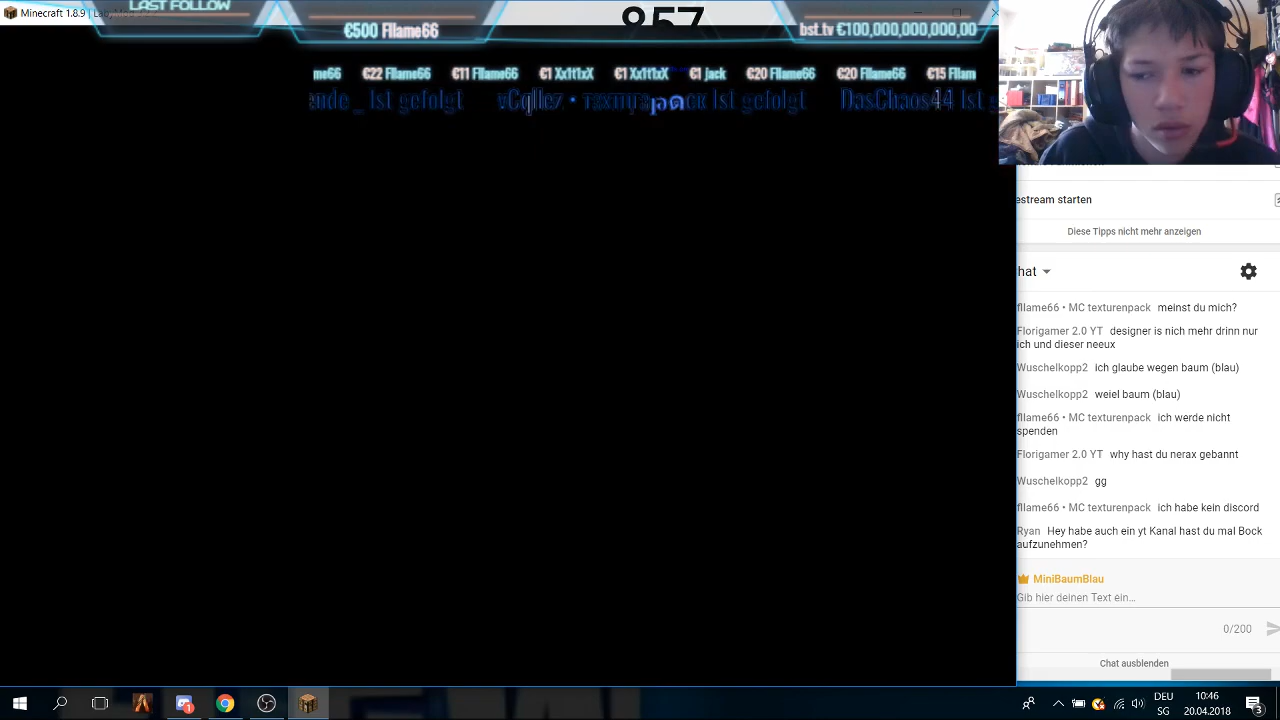 LAST FOLLOW
Minecraft 1.8.9 | Lab
€500 Fllame66
857
bst.tv €100,000,000,000,00
me66 €22 Fllame66 €11 Fllame66 €1 Xx1t1xX €1 Xx1t1xX €1 Jack €20 Fllame66 €20 Fllame66 €15 Fllam
ist gefolgt ist gefolgt DasChaos44 ist g
estream starten
Diese Tipps nicht mehr anzeigen
hat
fllame66 • MC texturenpack meinst du mich?
Florigamer 2.0 YT designer is nich mehr drinn nur
ich und dieser neeux
Wuschelkopp2 ich glaube wegen baum (blau)
Wuschelkopp2 weiel baum (blau)
fllame66 • MC texturenpack ich werde nicht
spenden
Florigamer 2.0 YT why hast du nerax gebannt
Wuschelkopp2 gg
fllame66 • MC texturenpack ich habe kein discord
Ryan Hey habe auch ein yt Kanal hast du mal Bock
aufzunehmen?
MiniBaumBlau
Gib hier deinen Text ein...
0/200
Chat ausblenden
DEU 10:46
SG 20.04.2018 3